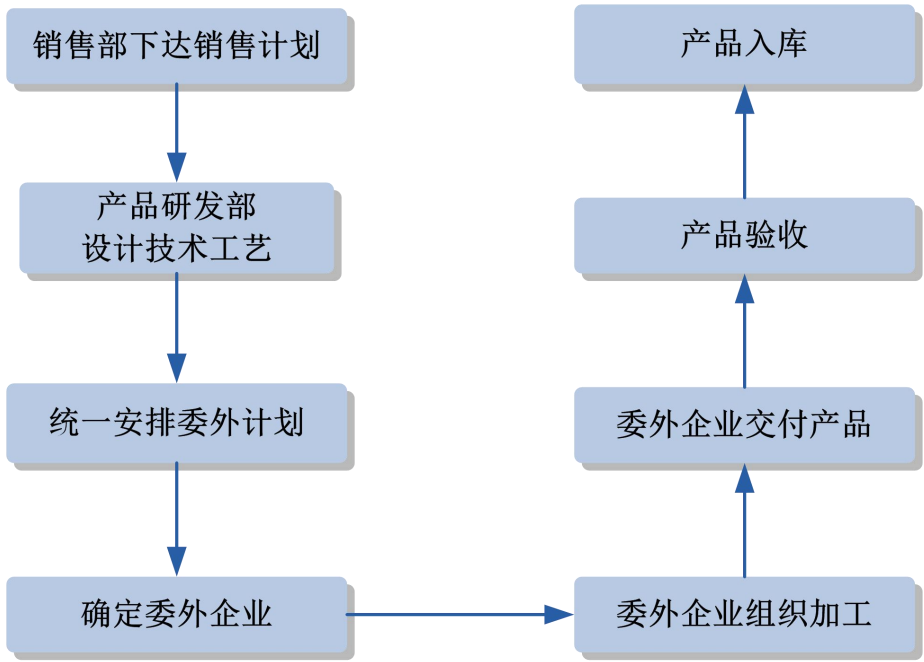 销售部下达销售计划
产品研发部
设计技术工艺
统一安排委外计划
确定委外企业
委外企业组织加工
委外企业交付产品
产品验收
产品入库